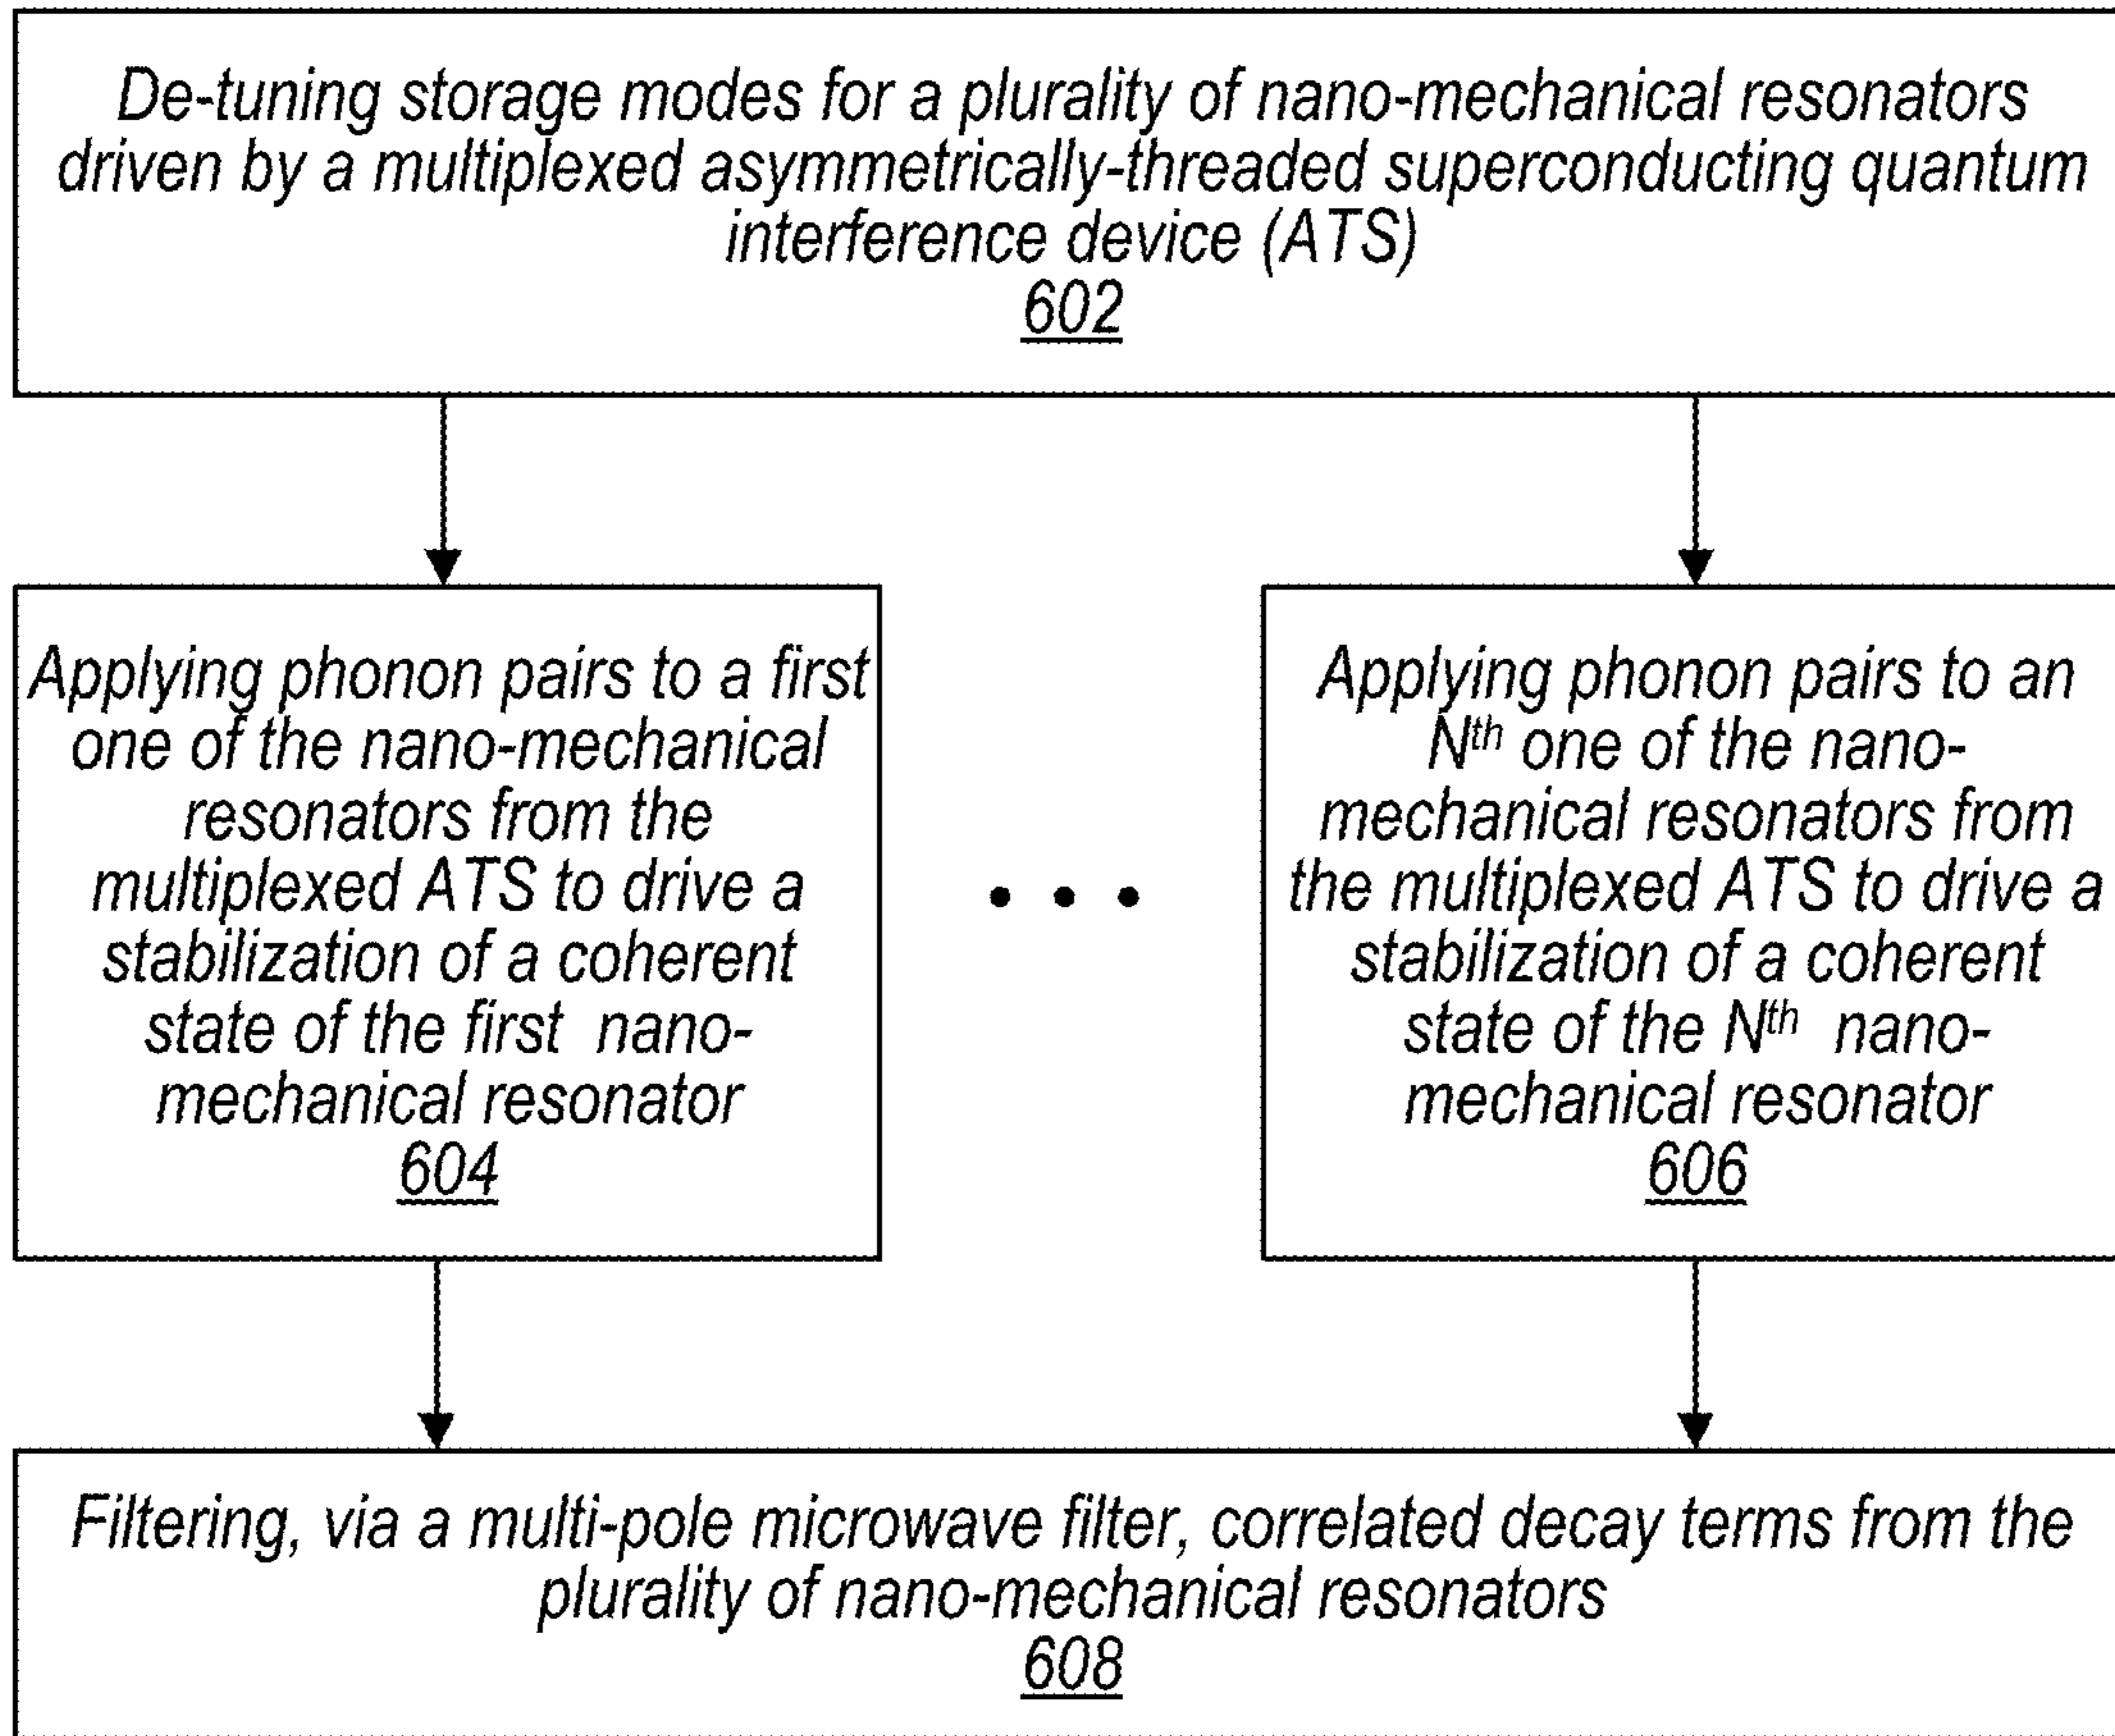 De-tuning storage modes for a plurality of nano-mechanical resonators
driven by a multiplexed asymmetrically-threaded superconducting quantum
interference device (ATS)
602
Applying phonon pairs to a first
one of the nano-mechanical
resonators from the
multiplexed ATS to drive a
stabilization of a coherent
state of the first nano-
mechanical resonator
604
• • •
Applying phonon pairs to an
Nth one of the nano-
mechanical resonators from
the multiplexed ATS to drive a
stabilization of a coherent
state of the Nth nano-
mechanical resonator
606
Filtering, via a multi-pole microwave filter, correlated decay terms from the
plurality of nano-mechanical resonators
608